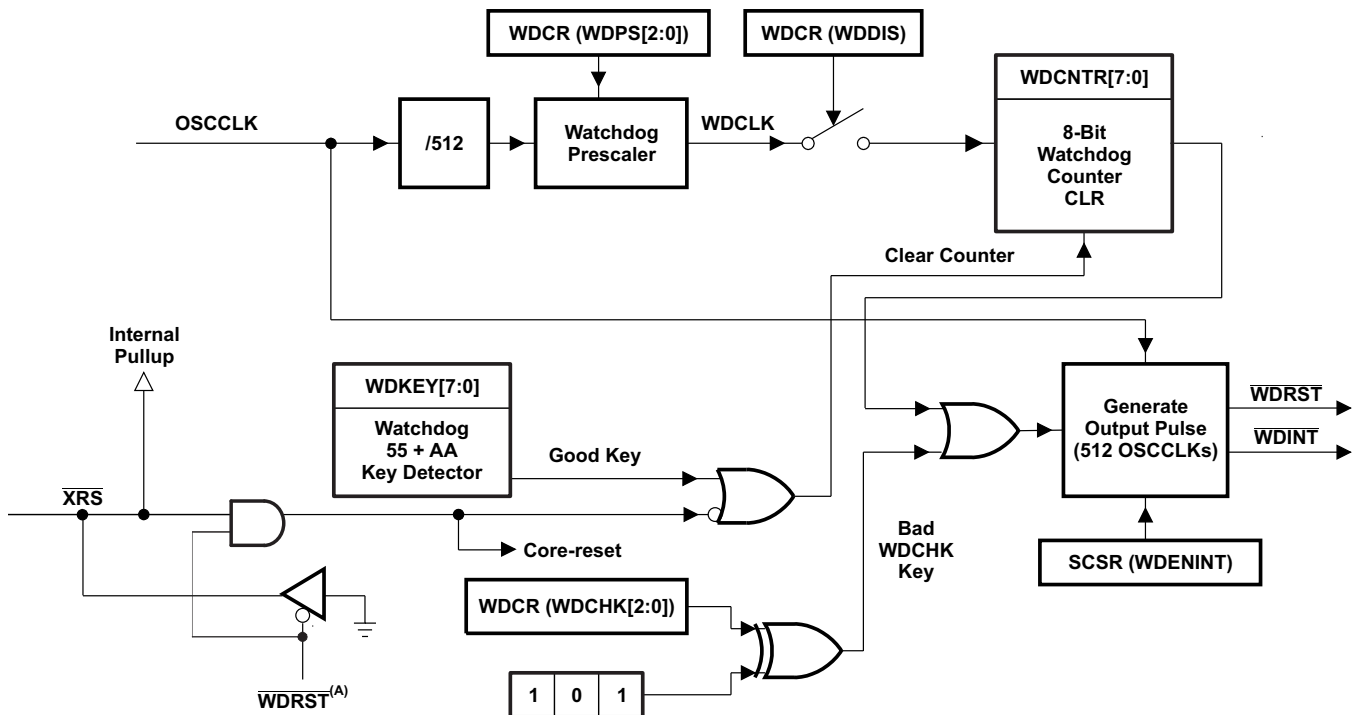 WDCR (WDPS[2:0])
WDCR (WDDIS)
WDCNTR[7:0]
OSCCLK
/512
Watchdog
Prescaler
WDCLK
8-Bit
Watchdog
Counter
CLR
Clear Counter
Internal
Pullup
WDKEY[7:0]
Watchdog
55 + AA
Key Detector
Good Key
Generate
Output Pulse
(512 OSCCLKs)
WDRST
WDINT
XRS
Core-reset
Bad
WDCHK
Key
SCSR (WDENINT)
WDCR (WDCHK[2:0])
WDRST(A)
1 0 1